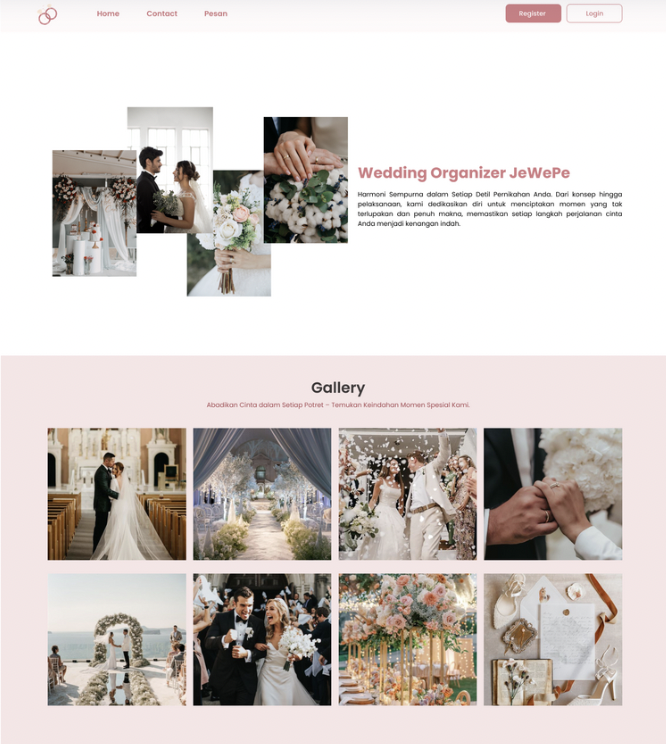 Home Contact Pesan Register Login
Wedding Organizer JeWePe
Harmoni Sempurna dalam Setiap Detil Pernikahan Anda. Dari konsep hingga
pelaksanaan, kami dedikasikan diri untuk menciptakan momen yang tak
terlupakan dan penuh makna, memastikan setiap langkah perjalanan cinta
Anda menjadi kenangan indah.
Gallery
Abadikan Cinta dalam Setiap Potret – Temukan Keindahan Momen Spesial Kami.